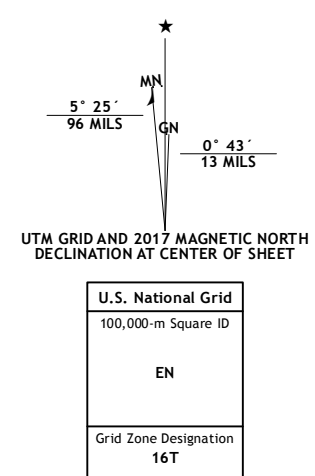 MN
GN
5° 25´
96 MILS
0° 43´
13 MILS
UTM GRID AND 2017 MAGNETIC NORTH
DECLINATION AT CENTER OF SHEET
U.S. National Grid
100,000-m Square ID
EN
Grid Zone Designation
16T